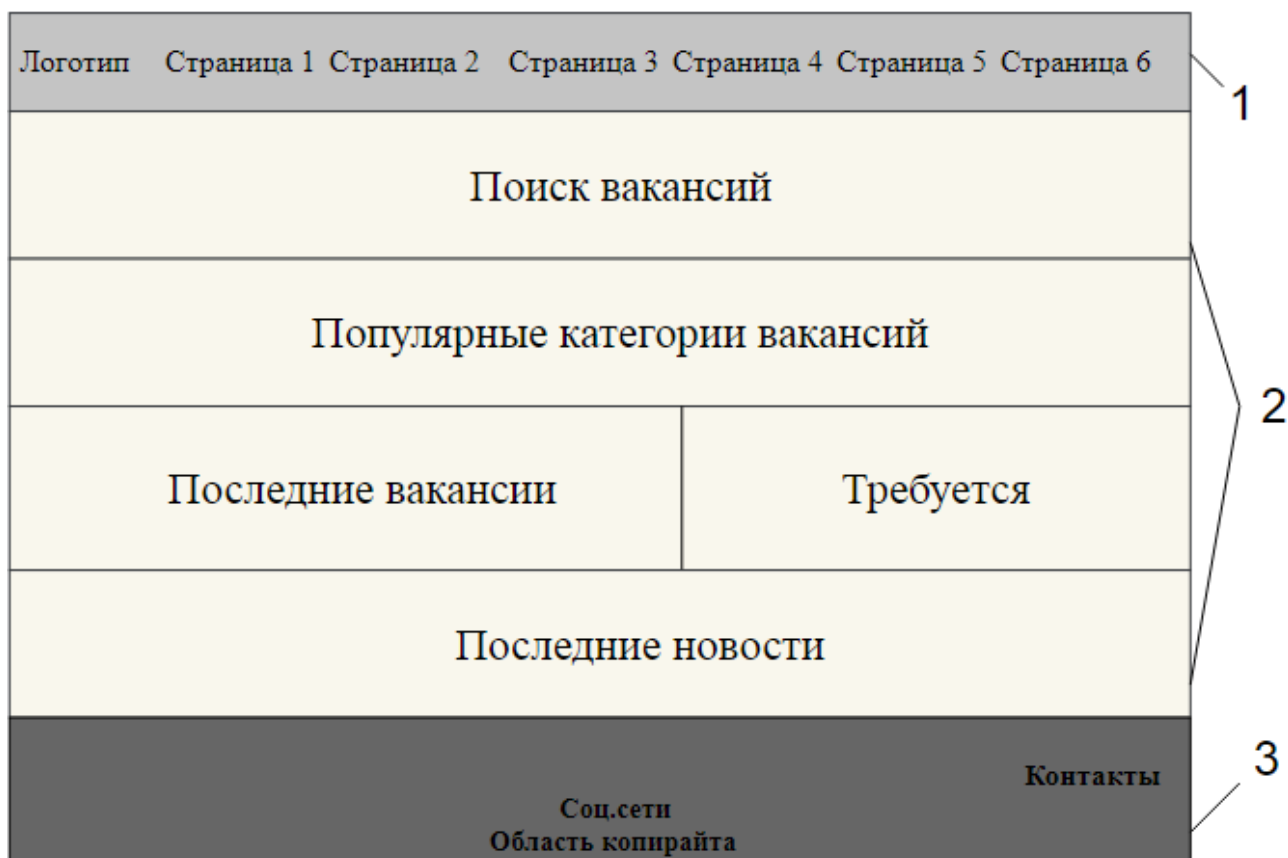 Логотип Страница 1 Страница 2 Страница 3 Страница 4 Страница 5 Страница 6
1
Поиск вакансий
Популярные категории вакансий
2
Последние вакансии Требуется
Последние новости
3
Контакты
Соц.сети
Область копирайта